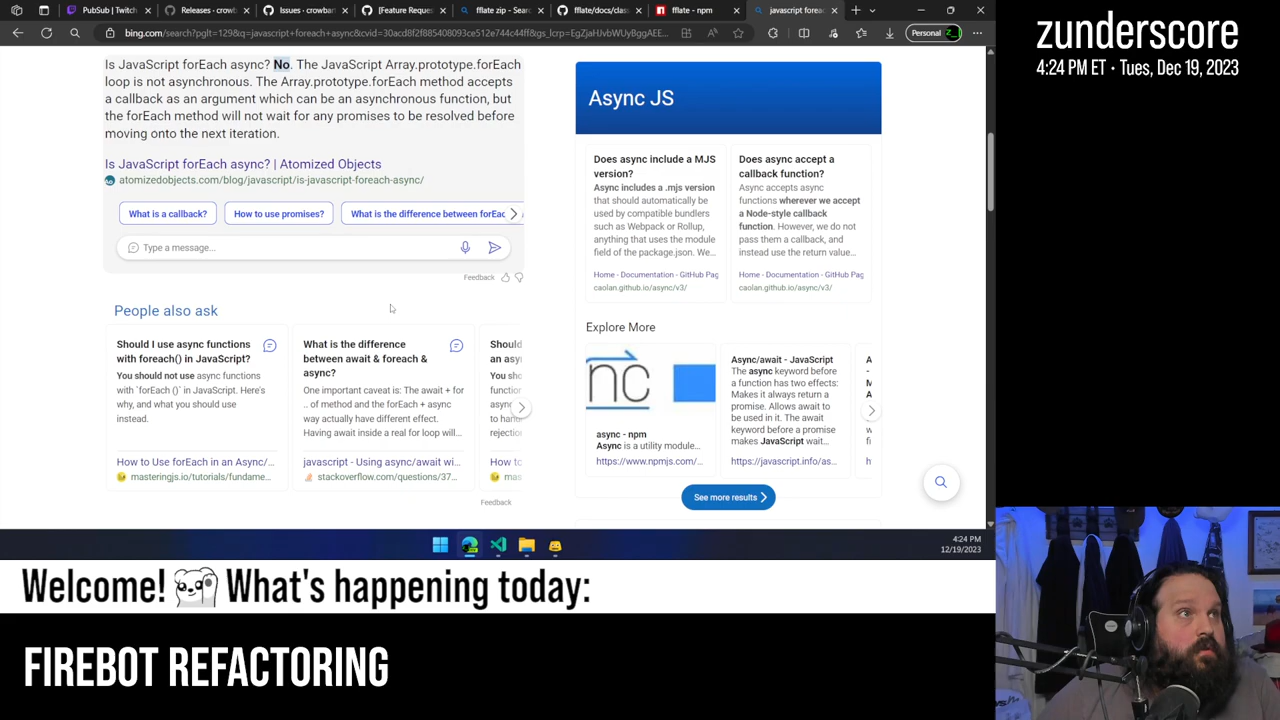 PubSub | Twitch
Releases · crowb
Issues · crowbar
[Feature Reques
fflate zip - Sear
fflate/docs/clas
fflate - npm
javascript forea
bing.com/search?pglt=129&q=javascript+foreach+async&cvid=30acd8f2f885408093ce512e744c44ff&gs_lcrp=EgZjaHJvbWUyBggAEE...
Personal
Is JavaScript forEach async? No. The JavaScript Array.prototype.forEach
loop is not asynchronous. The Array.prototype.forEach method accepts
a callback as an argument which can be an asynchronous function, but
the forEach method will not wait for any promises to be resolved before
moving onto the next iteration.
Is JavaScript forEach async? | Atomized Objects
atomizedobjects.com/blog/javascript/is-javascript-foreach-async/
What is a callback?
How to use promises?
What is the difference between forEac
Type a message...
Feedback
People also ask
Should I use async functions
with foreach() in JavaScript?
You should not use async functions
with `forEach ()` in JavaScript. Here's
why, and what you should use
instead.
How to Use forEach in an Async/...
masteringjs.io/tutorials/fundame...
What is the difference
between await & foreach &
async?
One important caveat is: The await + for
.. of method and the forEach + async
way actually have different effect.
Having await inside a real for loop will...
javascript - Using async/await wi...
stackoverflow.com/questions/37...
Should
an asy
You sho
functio
async
to hand
rejectio
How to
mas
Feedback
Async JS
Does async include a MJS
version?
Async includes a .mjs version
that should automatically be
used by compatible bundlers
such as Webpack or Rollup,
anything that uses the module
field of the package.json. We...
Home - Documentation - GitHub Pag
caolan.github.io/async/v3/
Does async accept a
callback function?
Async accepts async
functions wherever we accept
a Node-style callback
function. However, we do not
pass them a callback, and
instead use the return value...
Home - Documentation - GitHub Pag
caolan.github.io/async/v3/
Explore More
nc
async - npm
Async is a utility module...
https://www.npmjs.com/...
Async/await - JavaScript
The async keyword before
a function has two effects:
Makes it always return a
promise. Allows await to
be used in it. The await
keyword before a promise
makes JavaScript wait...
https://javascript.info/as...
See more results
4:24 PM
12/19/2023
zunderscore
4:24 PM ET • Tues, Dec 19, 2023
Welcome! What's happening today:
FIREBOT REFACTORING